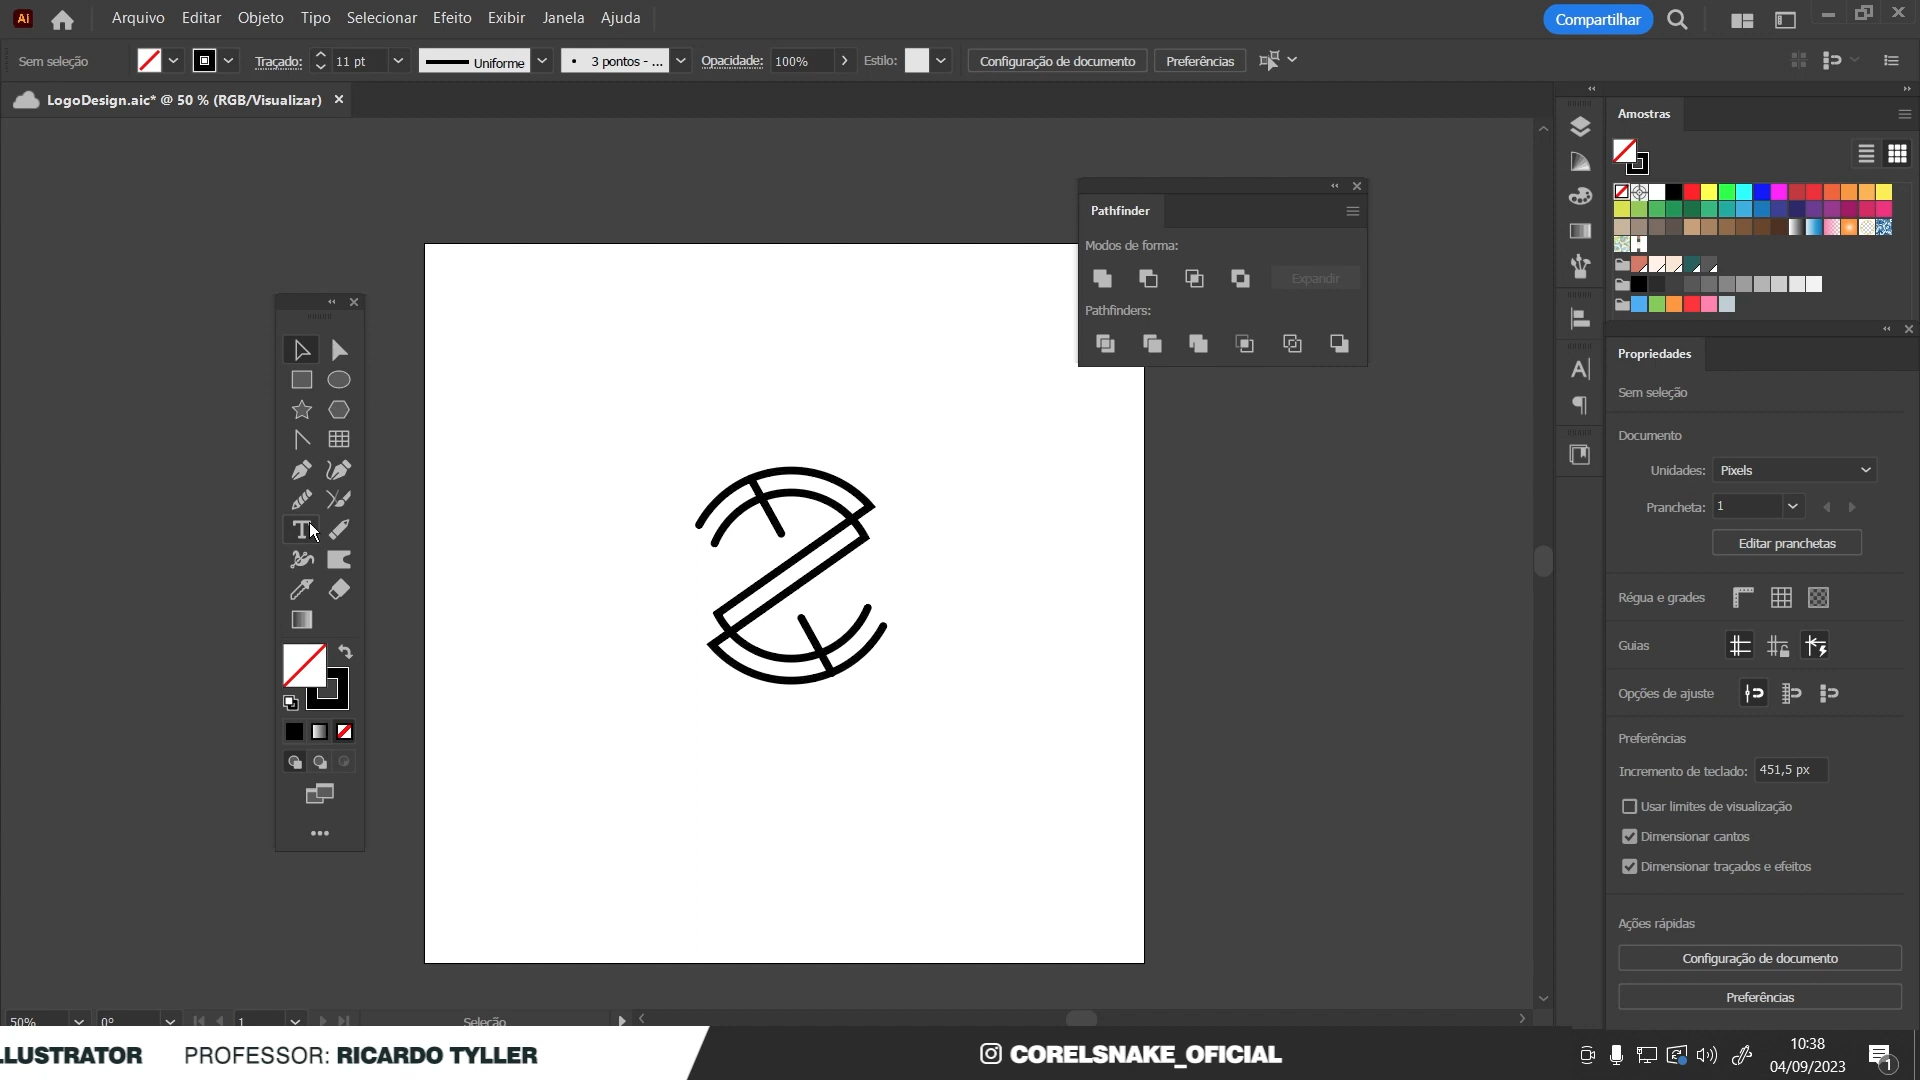 Ai
Arquivo Editar Objeto Tipo Selecionar Efeito Exibir Janela Ajuda
Compartilhar
Sem seleção
Traçado: 11 pt
Uniforme
3 pontos - ...
Opacidade: 100%
Estilo:
Configuração de documento
Preferências
LogoDesign.aic* @ 50 % (RGB/Visualizar)
Amostras
Pathfinder
Modos de forma:
Expandir
Pathfinders:
Propriedades
Sem seleção
Documento
Unidades: Pixels
Prancheta: 1
Editar pranchetas
Régua e grades
Guias
Opções de ajuste
Preferências
Incremento de teclado: 451,5 px
Usar limites de visualização
Dimensionar cantos
Dimensionar traçados e efeitos
Ações rápidas
Configuração de documento
Preferências
50% 0° 1 Seleção
LLUSTRATOR PROFESSOR: RICARDO TYLLER
CORELSNAKE_OFICIAL
10:38
04/09/2023
1